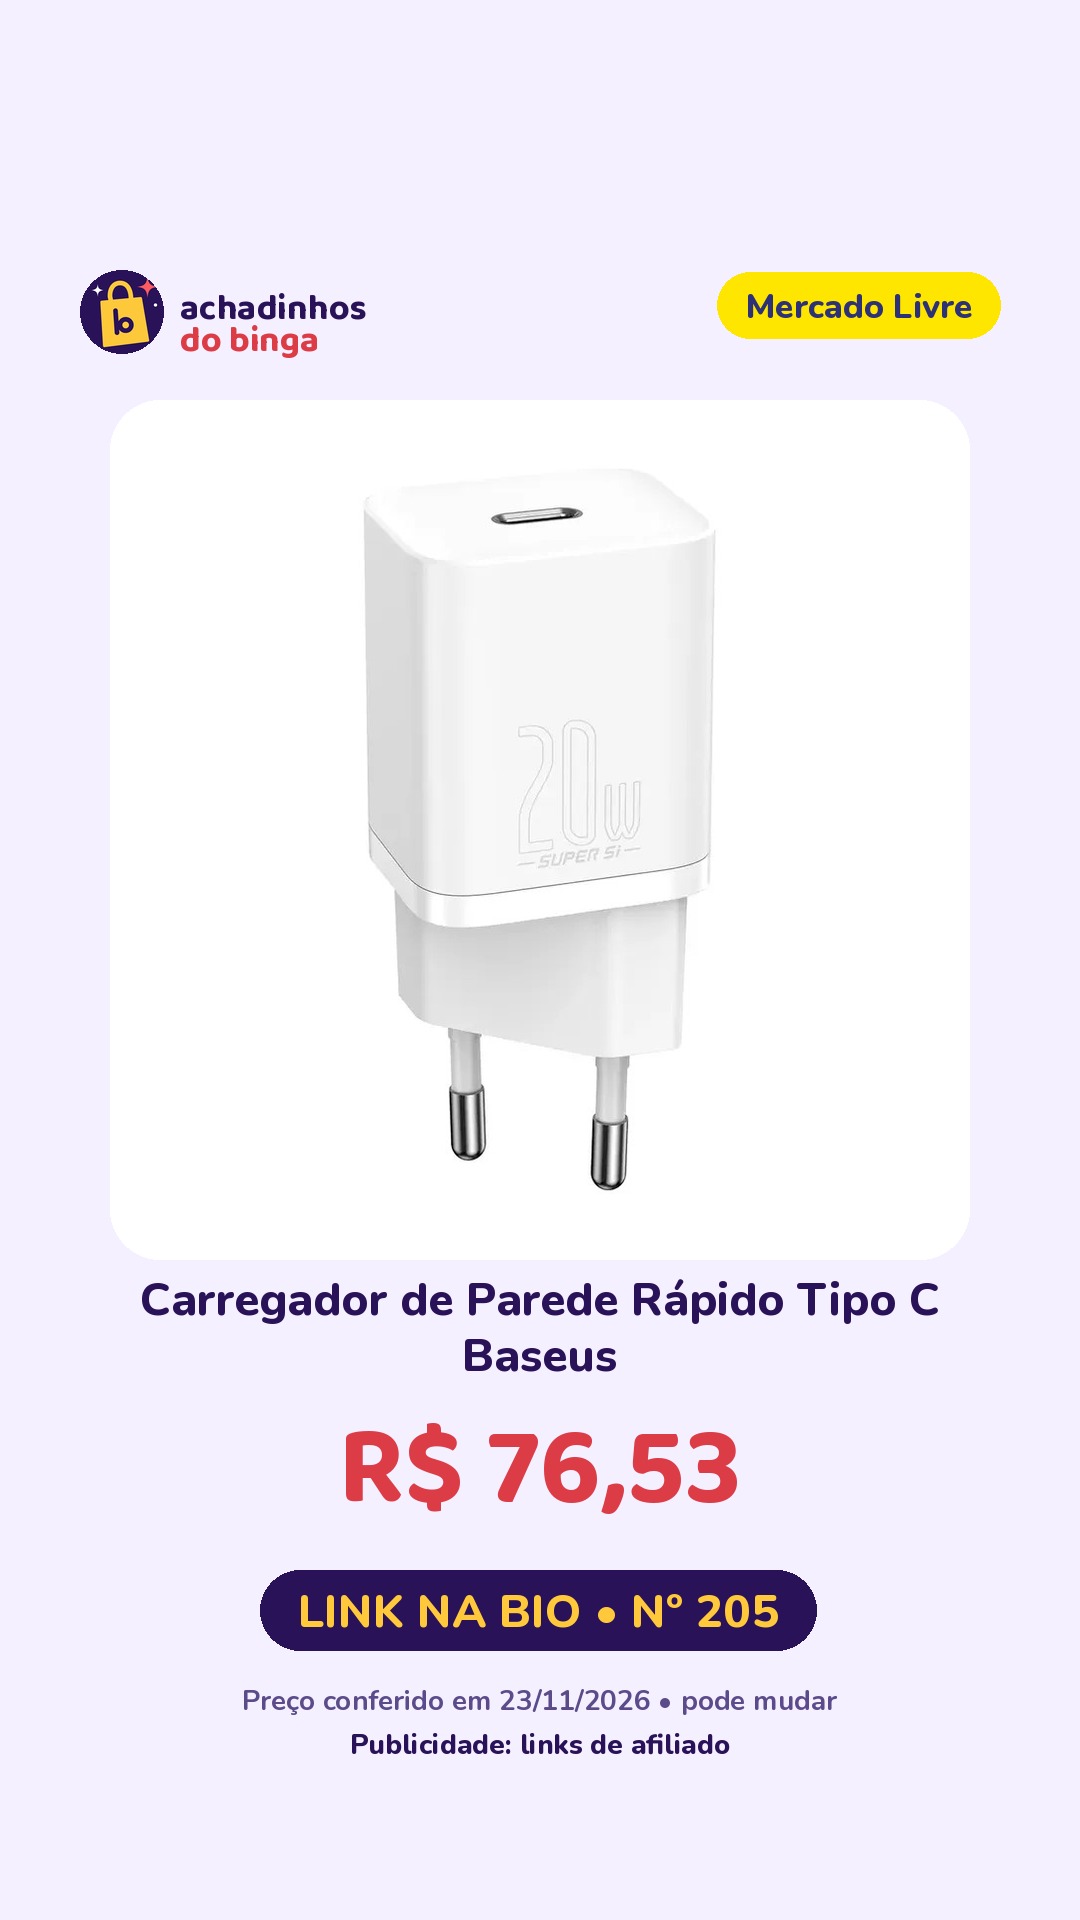 b
achadinhos
do binga
Mercado Livre
20w
SUPER Si
Carregador de Parede Rápido Tipo C
Baseus
R$ 76,53
LINK NA BIO • Nº 205
Preço conferido em 23/11/2026 • pode mudar
Publicidade: links de afiliado